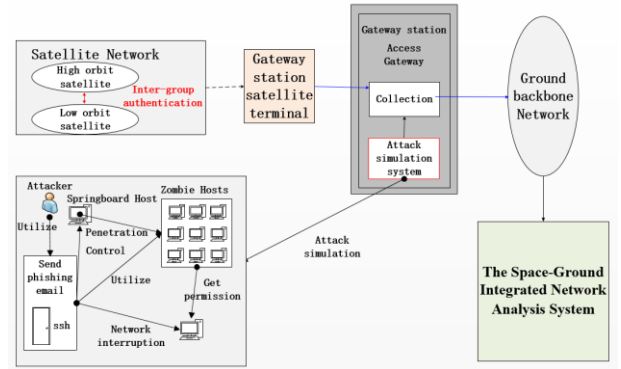 Satellite Network
High orbit
satellite
Inter-group
authentication
Low orbit
satellite
Gateway
station
satellite
terminal
Gateway station
Access
Gateway
Collection
Attack
simulation
system
Ground
backbone
Network
Attacker
Springboard Host
Zombie Hosts
Utilize
Penetration
Control
Send
phishing
email
ssh
Utilize
Get
permission
Network
interruption
Attack
simulation
The Space-Ground
Integrated Network
Analysis System